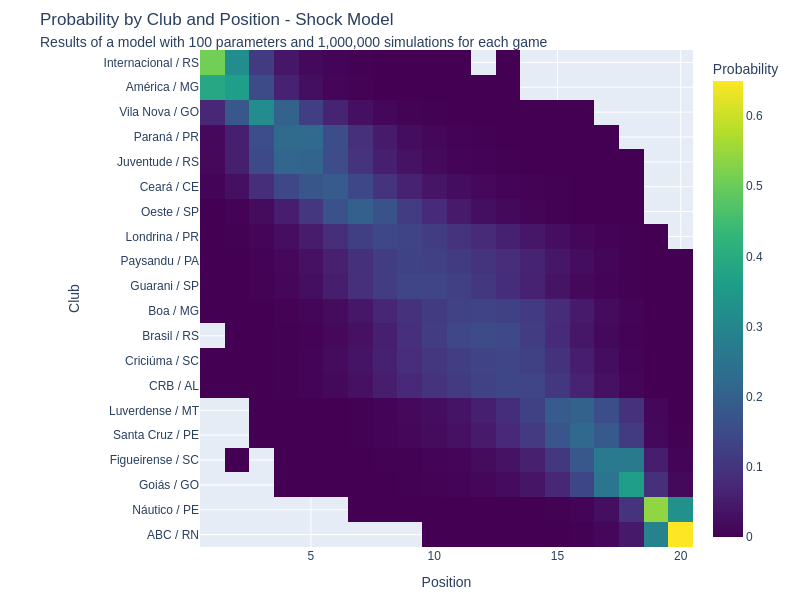 Probability by Club and Position - Shock Model
Results of a model with 100 parameters and 1,000,000 simulations for each game
Probability
Internacional / RS
América / MG
Vila Nova / GO
Paraná / PR
Juventude / RS
Ceará / CE
Oeste / SP
Londrina / PR
Paysandu / PA
Guarani / SP
Boa / MG
Brasil / RS
Criciúma / SC
CRB / AL
Luverdense / MT
Santa Cruz / PE
Figueirense / SC
Goiás / GO
Náutico / PE
ABC / RN
Club
5
10
15
20
Position
0.6
0.5
0.4
0.3
0.2
0.1
0